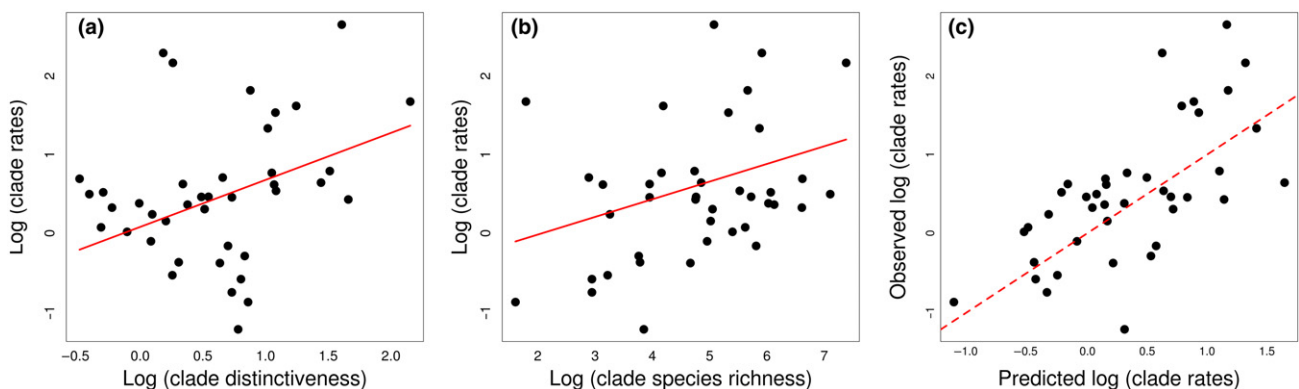 (a)
Log (clade rates)
2
1
0
−1
−0.5 0.0 0.5 1.0 1.5 2.0
Log (clade distinctiveness)
(b)
Log (clade rates)
2
1
0
−1
2 3 4 5 6 7
Log (clade species richness)
(c)
Observed log (clade rates)
2
1
0
−1
−1.0 −0.5 0.0 0.5 1.0 1.5
Predicted log (clade rates)